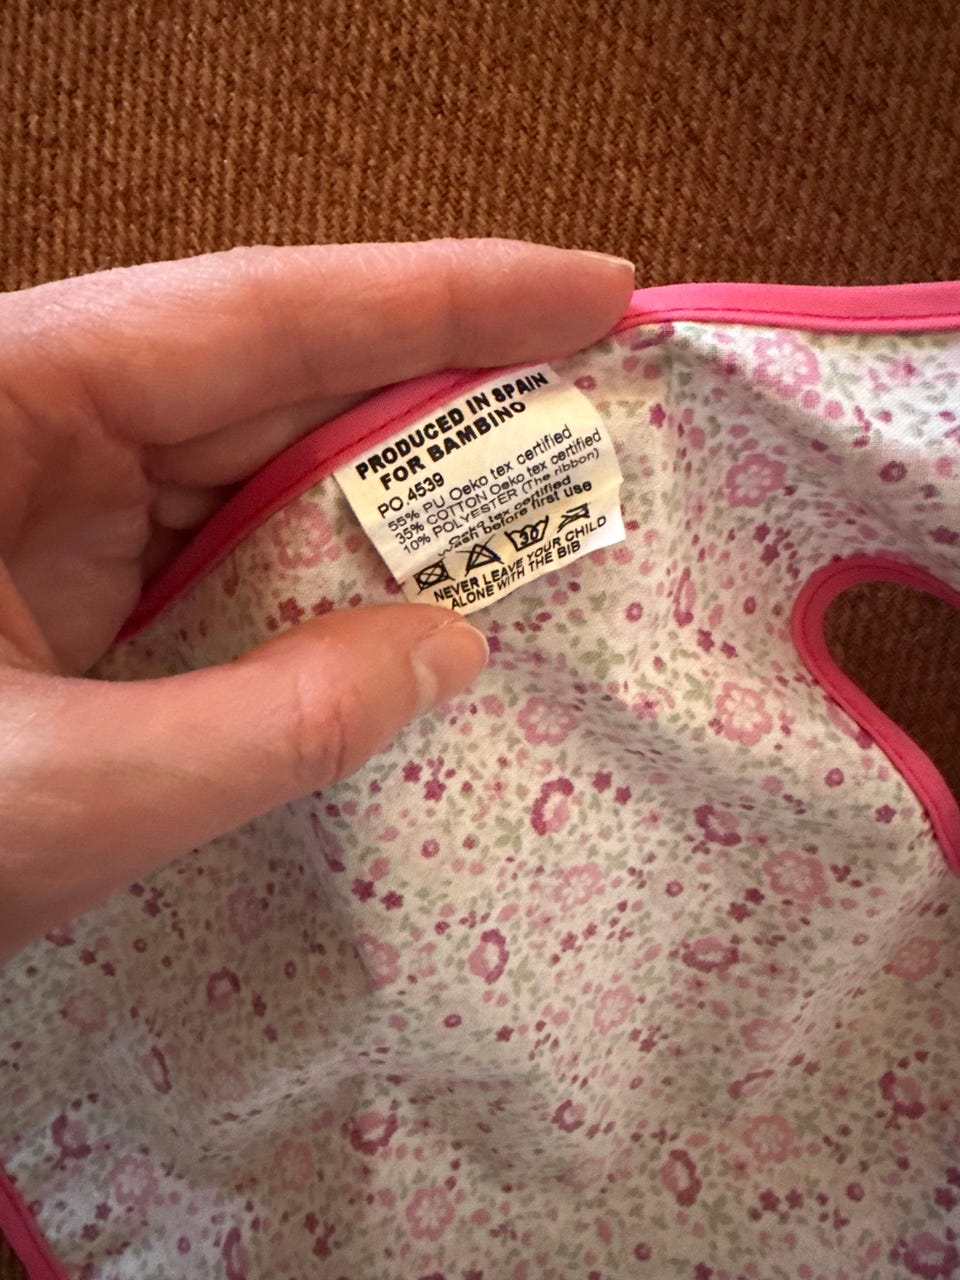 PRODUCED IN SPAIN
FOR BAMBINO
PO.4539
55% PU Oeko tex certified
35% COTTON Oeko tex certified
10% POLYESTER (The ribbon)
Oeko tex certified
Wash before first use
30
NEVER LEAVE YOUR CHILD
ALONE WITH THE BIB